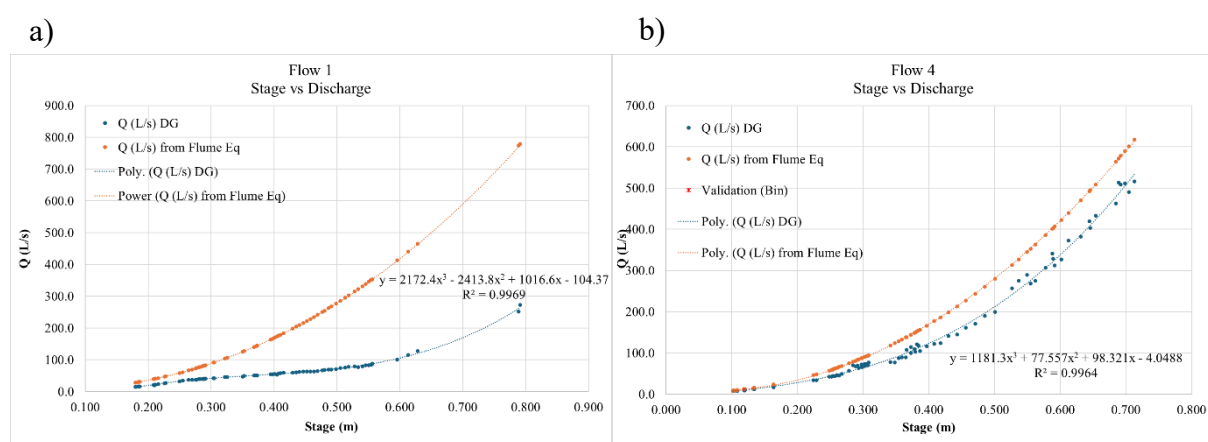 a)
b)
Flow 1
Stage vs Discharge
900.0
800.0
700.0
600.0
500.0
400.0
300.0
200.0
100.0
0.0
Q (L/s)
Q (L/s) DG
Q (L/s) from Flume Eq
Poly. (Q (L/s) DG)
Power (Q (L/s) from Flume Eq)
y = 2172.4x³ - 2413.8x² + 1016.6x - 104.37
R² = 0.9969
0.100 0.200 0.300 0.400 0.500 0.600 0.700 0.800 0.900
Stage (m)
Flow 4
Stage vs Discharge
700.0
600.0
500.0
400.0
300.0
200.0
100.0
0.0
Q (L/s)
Q (L/s) DG
Q (L/s) from Flume Eq
Validation (Bin)
Poly. (Q (L/s) DG)
Poly. (Q (L/s) from Flume Eq)
y = 1181.3x³ + 77.557x² + 98.321x - 4.0488
R² = 0.9964
0.000 0.100 0.200 0.300 0.400 0.500 0.600 0.700 0.800
Stage (m)